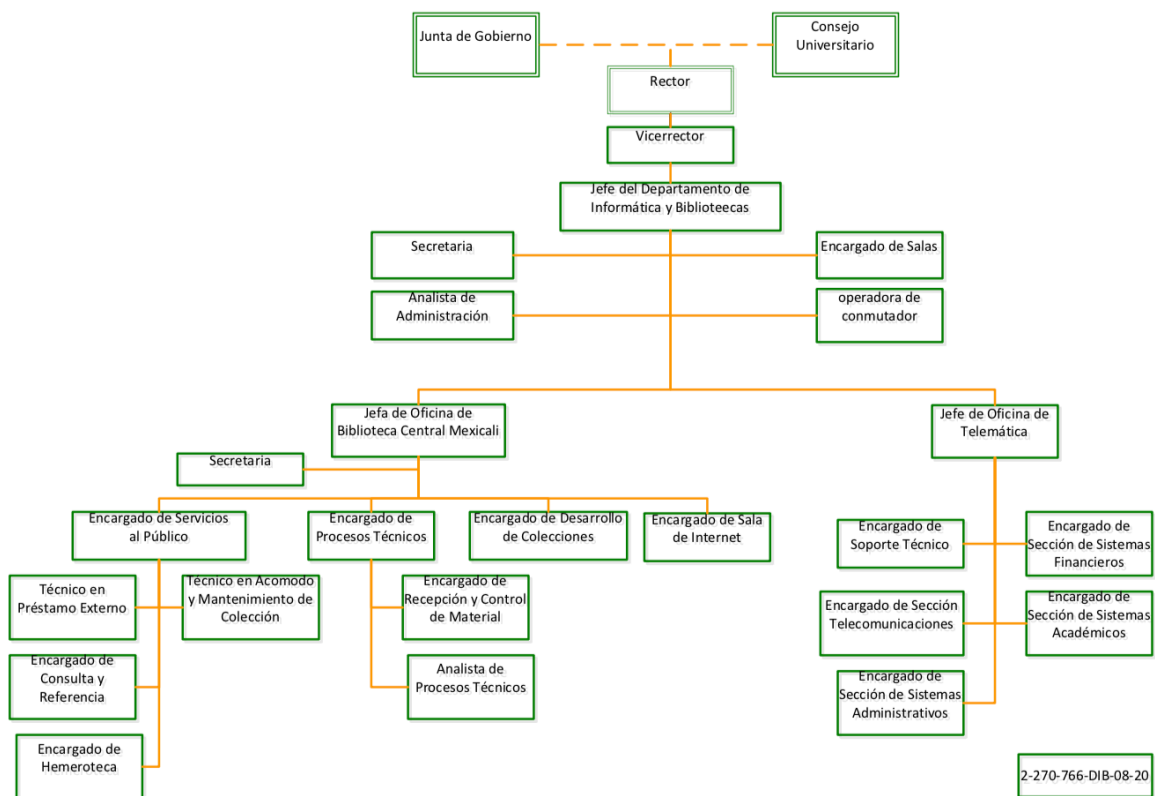 Junta de Gobierno
Consejo
Universitario
Rector
Vicerrector
Jefe del Departamento de
Informática y Biblioteecas
Secretaria
Encargado de Salas
Analista de
Administración
operadora de
conmutador
Jefa de Oficina de
Biblioteca Central Mexicali
Jefe de Oficina de
Telemática
Secretaria
Encargado de Servicios
al Público
Encargado de
Procesos Técnicos
Encargado de Desarrollo
de Colecciones
Encargado de Sala
de Internet
Encargado de
Soporte Técnico
Encargado de
Sección de Sistemas
Financieros
Técnico en
Préstamo Externo
Técnico en Acomodo
y Mantenimiento de
Colección
Encargado de
Recepción y Control
de Material
Encargado de Sección
Telecomunicaciones
Encargado de
Sección de Sistemas
Académicos
Encargado de
Consulta y
Referencia
Analista de
Procesos Técnicos
Encargado de
Sección de Sistemas
Administrativos
Encargado de
Hemeroteca
2-270-766-DIB-08-20